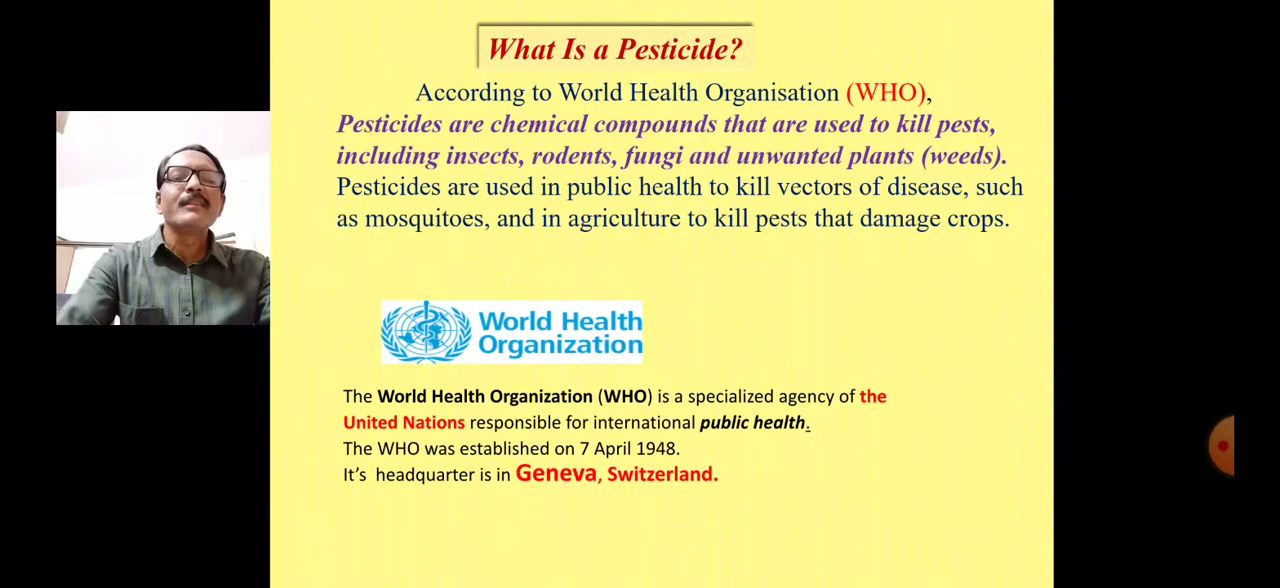 What Is a Pesticide?
According to World Health Organisation (WHO),
Pesticides are chemical compounds that are used to kill pests,
including insects, rodents, fungi and unwanted plants (weeds).
Pesticides are used in public health to kill vectors of disease, such
as mosquitoes, and in agriculture to kill pests that damage crops.
World Health
Organization
The World Health Organization (WHO) is a specialized agency of the
United Nations responsible for international public health.
The WHO was established on 7 April 1948.
It’s headquarter is in Geneva, Switzerland.